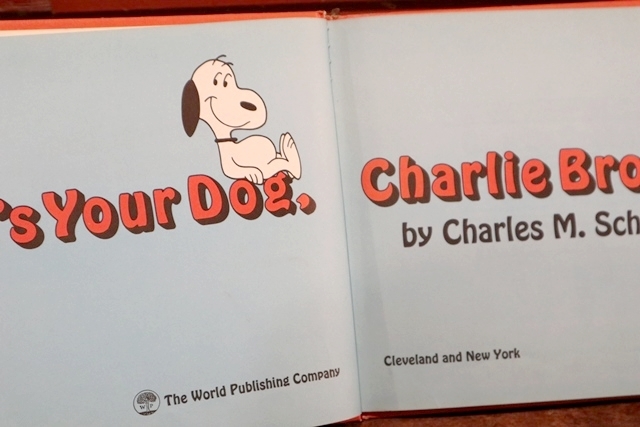 's Your Dog, Charlie Bro
by Charles M. Sch
The World Publishing Company
Cleveland and New York